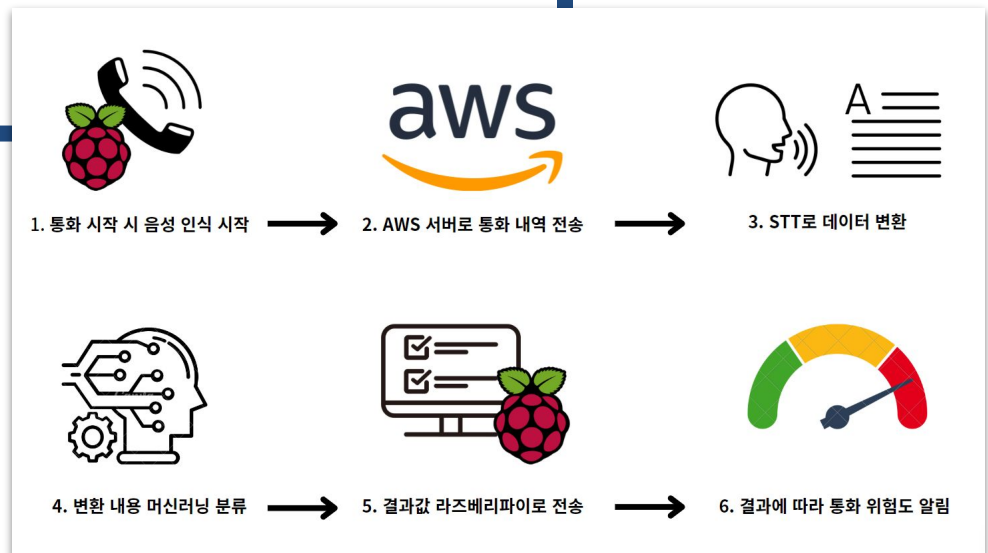 aws
A
1. 통화 시작 시 음성 인식 시작
2. AWS 서버로 통화 내역 전송
3. STT로 데이터 변환
4. 변환 내용 머신러닝 분류
5. 결과값 라즈베리파이로 전송
6. 결과에 따라 통화 위험도 알림